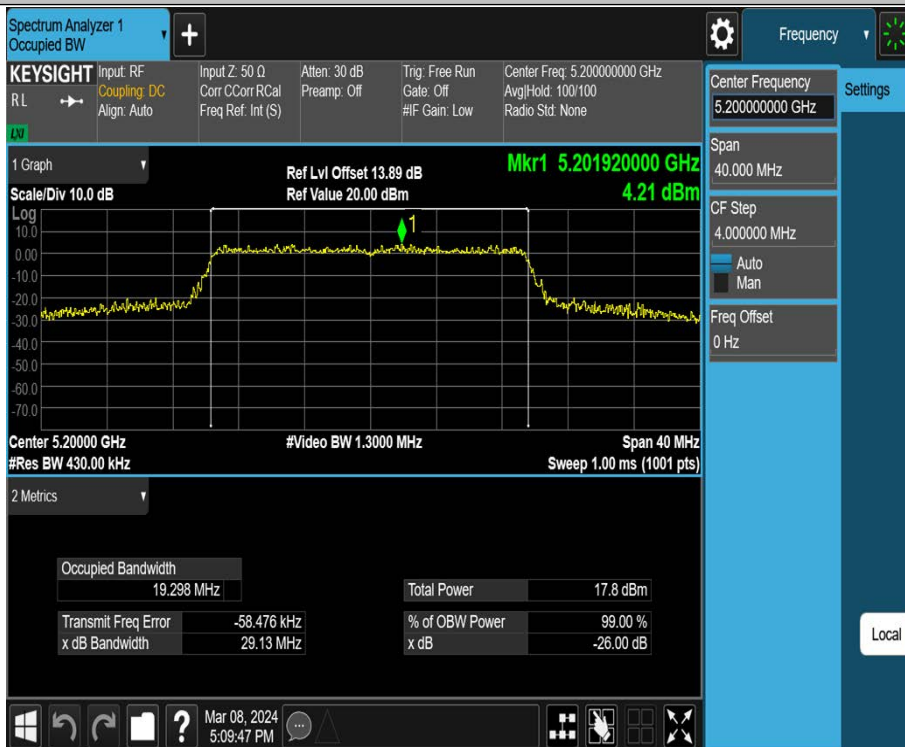 Spectrum Analyzer 1
Occupied BW
+
Frequency
KEYSIGHT
R L
LXI
Input: RF
Coupling: DC
Align: Auto
Input Z: 50 Ω
Corr CCorr RCal
Freq Ref: Int (S)
Atten: 30 dB
Preamp: Off
Trig: Free Run
Gate: Off
#IF Gain: Low
Center Freq: 5.200000000 GHz
Avg|Hold: 100/100
Radio Std: None
Center Frequency
5.200000000 GHz
Settings
Span
40.000 MHz
CF Step
4.000000 MHz
Auto
Man
Freq Offset
0 Hz
Local
1 Graph
Scale/Div 10.0 dB
Ref Lvl Offset 13.89 dB
Ref Value 20.00 dBm
Mkr1 5.201920000 GHz
4.21 dBm
Log
10.0
0.00
-10.0
-20.0
-30.0
-40.0
-50.0
-60.0
-70.0
1
Center 5.20000 GHz
#Video BW 1.3000 MHz
Span 40 MHz
#Res BW 430.00 kHz
Sweep 1.00 ms (1001 pts)
2 Metrics
Occupied Bandwidth
19.298 MHz
Total Power 17.8 dBm
Transmit Freq Error -58.476 kHz
% of OBW Power 99.00 %
x dB Bandwidth 29.13 MHz
x dB -26.00 dB
?
Mar 08, 2024
5:09:47 PM